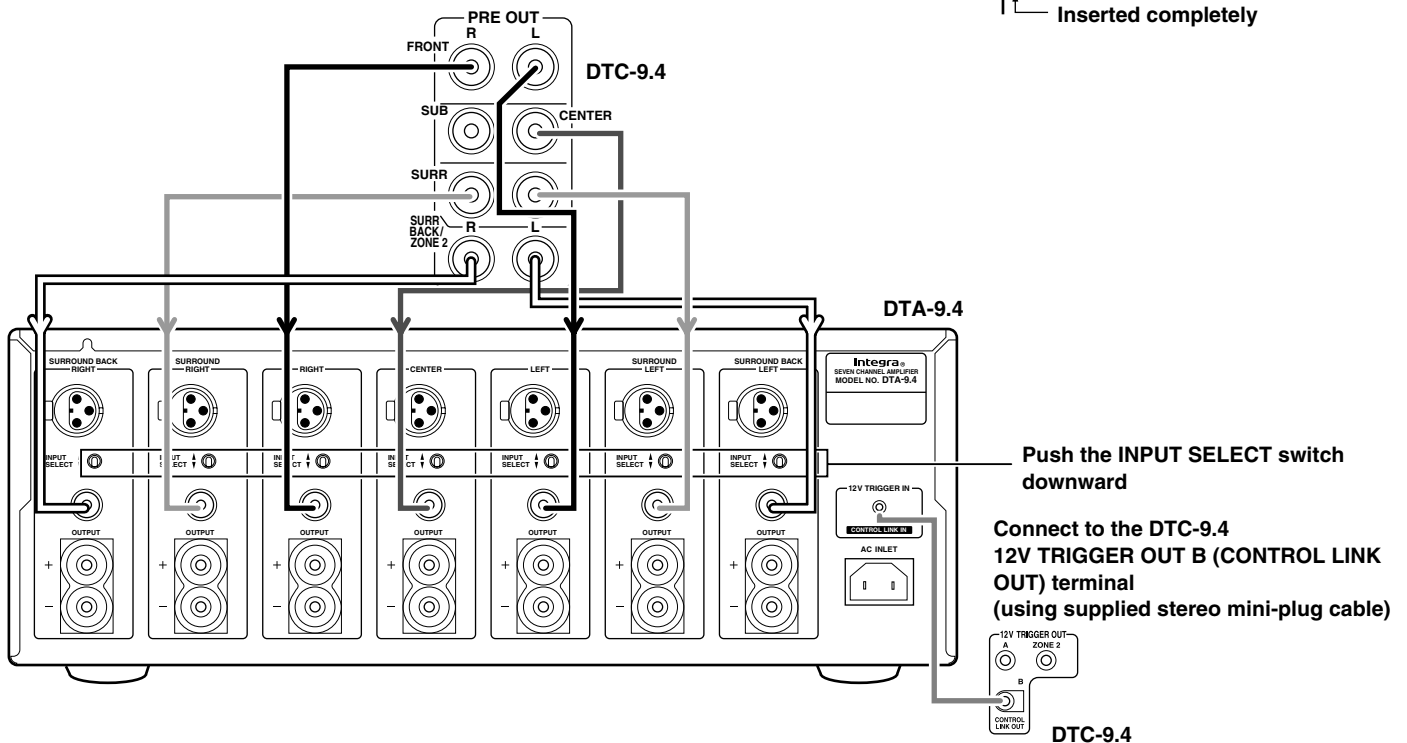 Inserted completely
PRE OUT
R L
FRONT
DTC-9.4
SUB
CENTER
SURR
SURR
BACK/
ZONE 2
R L
DTA-9.4
SURROUND BACK
RIGHT
SURROUND
RIGHT
RIGHT
CENTER
LEFT
SURROUND
LEFT
SURROUND BACK
LEFT
Integra®
SEVEN CHANNEL AMPLIFIER
MODEL NO. DTA-9.4
INPUT
SELECT
INPUT
SELECT
INPUT
SELECT
INPUT
SELECT
INPUT
SELECT
INPUT
SELECT
INPUT
SELECT
Push the INPUT SELECT switch
downward
12V TRIGGER IN
CONTROL LINK IN
AC INLET
OUTPUT
OUTPUT
OUTPUT
OUTPUT
OUTPUT
OUTPUT
OUTPUT
+ + + + + + +
− − − − − − −
Connect to the DTC-9.4
12V TRIGGER OUT B (CONTROL LINK
OUT) terminal
(using supplied stereo mini-plug cable)
12V TRIGGER OUT
A ZONE 2
B
CONTROL
LINK OUT
DTC-9.4